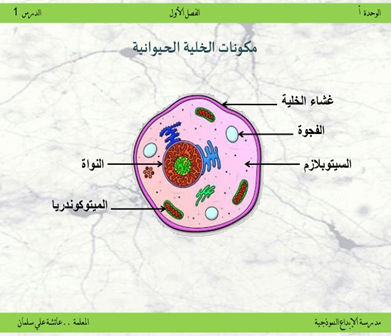 الوحدة أ
الفصل الأول
الدرس 1
مكونات الخلية الحيوانية
غشاء الخلية
الفجوة
السيتوبلازم
النواة
الميتوكوندريا
مدرسة الإبداع النموذجية
المعلمة .. عائشة علي سلمان